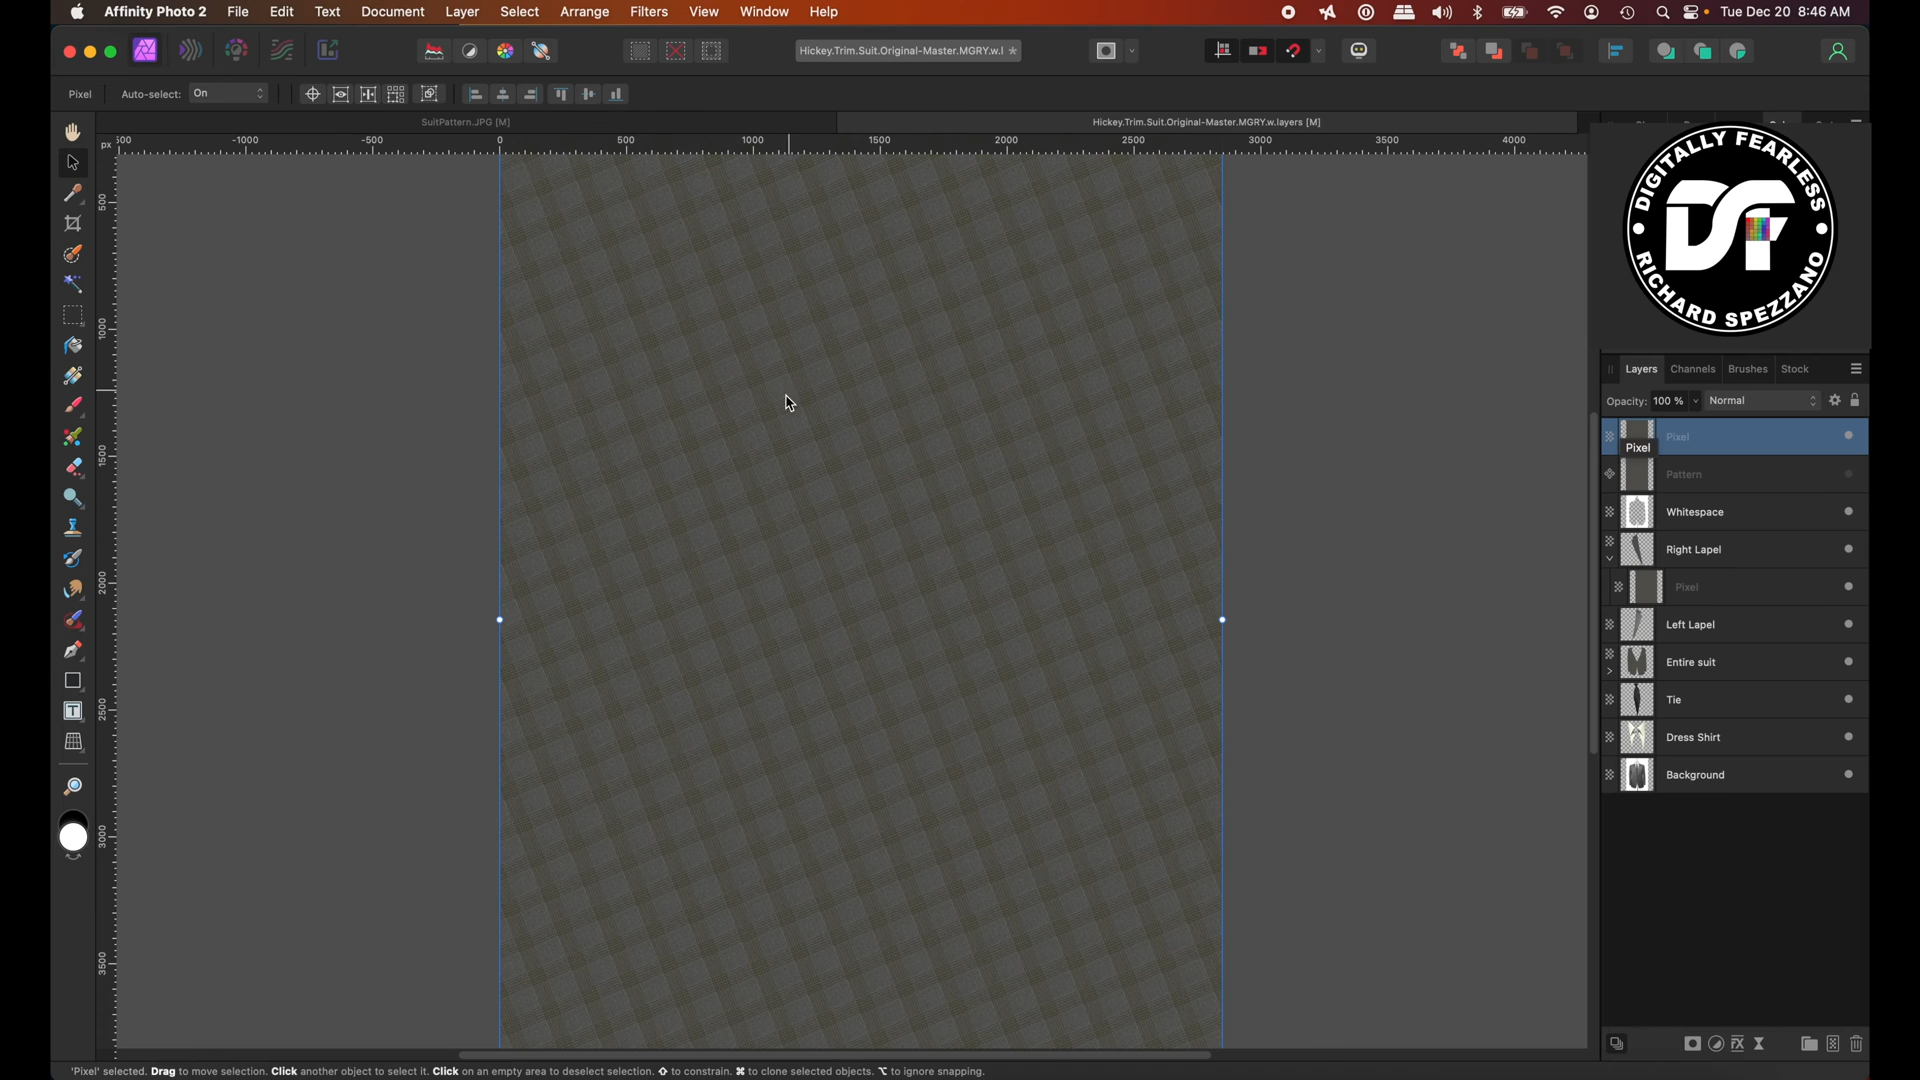 Affinity Photo 2 File Edit Text Document Layer Select Arrange Filters View Window Help Tue Dec 20 8:46 AM
Hickey.Trim.Suit.Original-Master.MGRY.w.l *
Pixel Auto-select: On
SuitPattern.JPG [M] Hickey.Trim.Suit.Original-Master.MGRY.w.layers [M]
px 500 -1000 -500 0 500 1000 1500 2000 2500 3000 3500 4000
500
1000
1500
2000
2500
3000
3500
DIGITALLY FEARLESS
DSF
RICHARD SPEZZANO
Layers Channels Brushes Stock
Opacity: 100 % Normal
Pixel
Pixel
Pattern
Whitespace
Right Lapel
Pixel
Left Lapel
Entire suit
Tie
Dress Shirt
Background
'Pixel' selected. Drag to move selection. Click another object to select it. Click on an empty area to deselect selection. ⇧ to constrain. ⌘ to clone selected objects. ⌥ to ignore snapping.